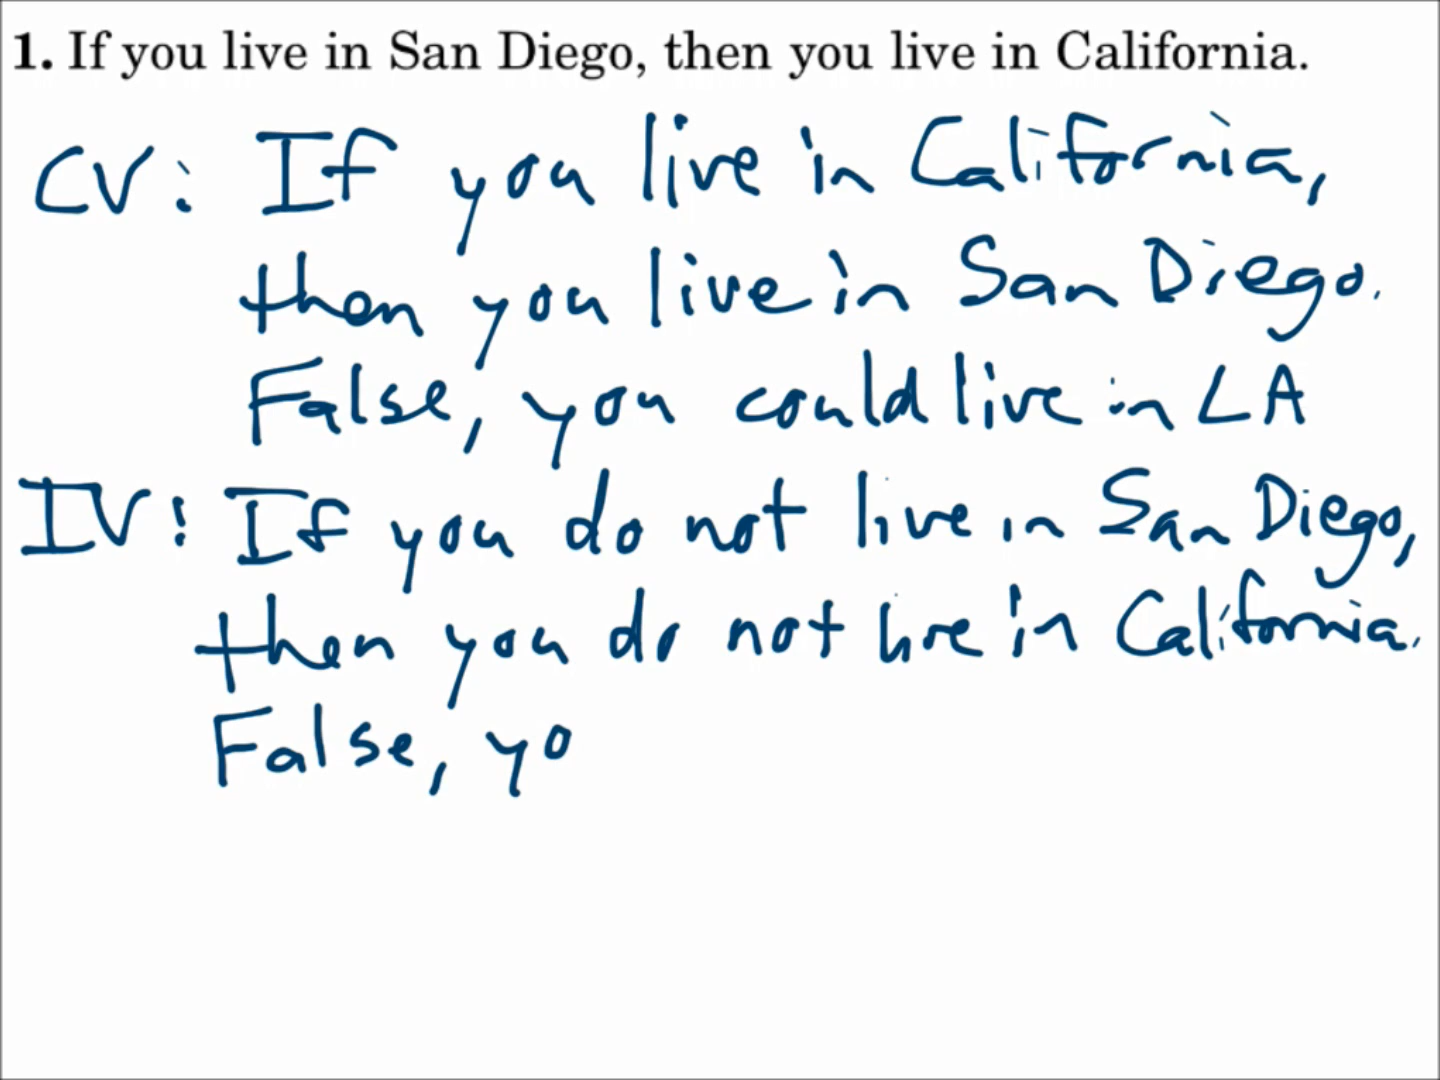 1. If you live in San Diego, then you live in California.
CV: If you live in California,
then you live in San Diego.
False, you could live in LA
IV: If you do not live in San Diego,
then you do not live in California.
False, yo